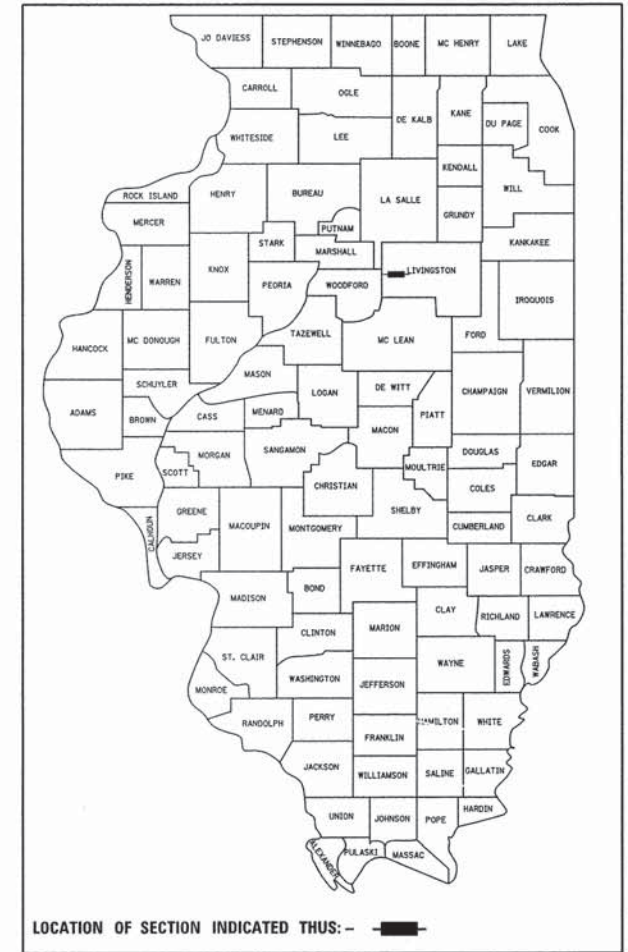 JO DAVIESS STEPHENSON WINNEBAGO BOONE MC HENRY LAKE
CARROLL OGLE DE KALB KANE DU PAGE COOK
WHITESIDE LEE
KENDALL WILL
ROCK ISLAND HENRY BUREAU LA SALLE GRUNDY
MERCER STARK PUTNAM KANKAKEE
MARSHALL
HENDERSON WARREN KNOX PEORIA WOODFORD LIVINGSTON IROQUOIS
HANCOCK MC DONOUGH FULTON TAZEWELL MC LEAN FORD
SCHUYLER MASON LOGAN DE WITT CHAMPAIGN VERMILION
ADAMS BROWN CASS MENARD MACON PIATT
MORGAN SANGAMON DOUGLAS EDGAR
PIKE SCOTT CHRISTIAN MOULTRIE COLES
GREENE MACOUPIN MONTGOMERY SHELBY CUMBERLAND CLARK
CALHOUN JERSEY
FAYETTE EFFINGHAM JASPER CRAWFORD
MADISON BOND CLAY RICHLAND LAWRENCE
CLINTON MARION
ST. CLAIR WAYNE EDWARDS WABASH
WASHINGTON JEFFERSON
MONROE
RANDOLPH PERRY HAMILTON WHITE
FRANKLIN
JACKSON WILLIAMSON SALINE GALLATIN
UNION JOHNSON POPE HARDIN
ALEXANDER PULASKI MASSAC
LOCATION OF SECTION INDICATED THUS: -